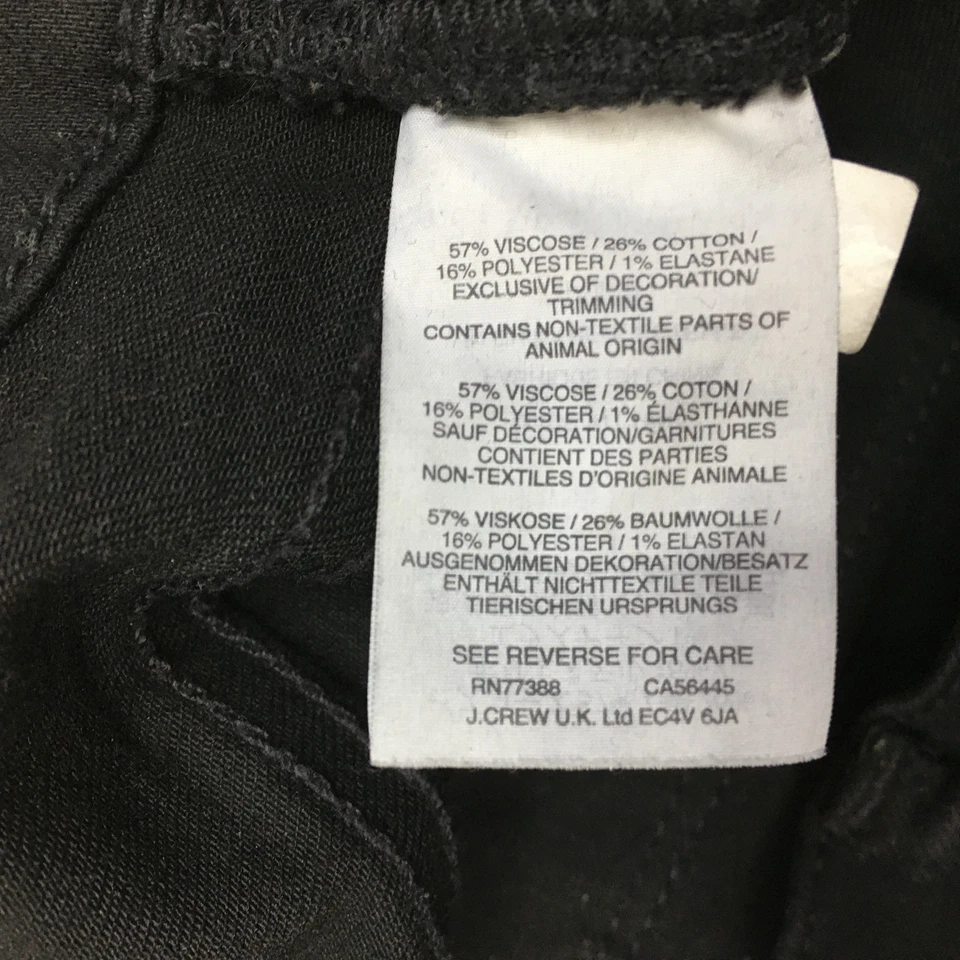 57% VISCOSE / 26% COTTON /
16% POLYESTER / 1% ELASTANE
EXCLUSIVE OF DECORATION/
TRIMMING
CONTAINS NON-TEXTILE PARTS OF
ANIMAL ORIGIN
57% VISCOSE / 26% COTON /
16% POLYESTER / 1% ÉLASTHANNE
SAUF DÉCORATION/GARNITURES
CONTIENT DES PARTIES
NON-TEXTILES D'ORIGINE ANIMALE
57% VISKOSE / 26% BAUMWOLLE /
16% POLYESTER / 1% ELASTAN
AUSGENOMMEN DEKORATION/BESATZ
ENTHÄLT NICHTTEXTILE TEILE
TIERISCHEN URSPRUNGS
SEE REVERSE FOR CARE
RN77388 CA56445
J.CREW U.K. Ltd EC4V 6JA